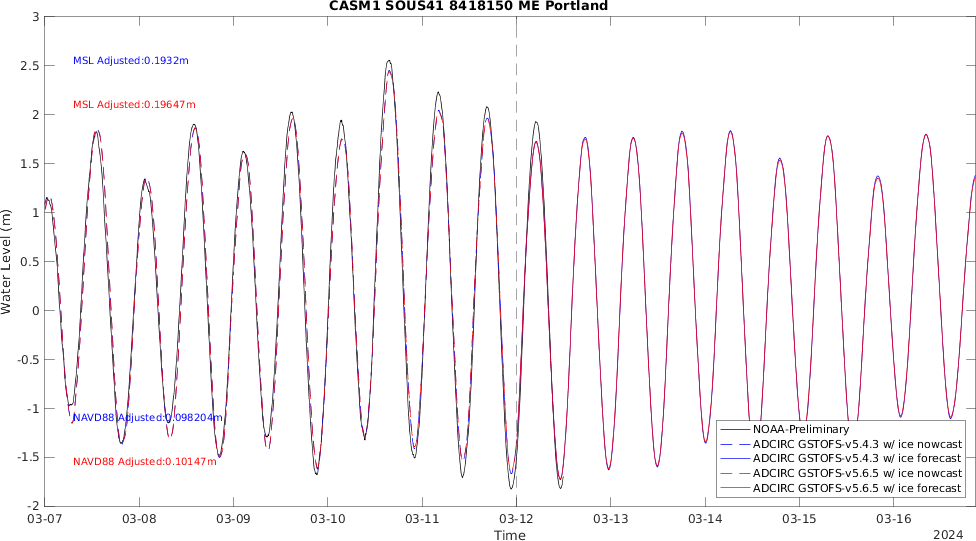 CASM1 SOUS41 8418150 ME Portland
3
2.5
2
1.5
1
0.5
0
-0.5
-1
-1.5
-2
Water Level (m)
MSL Adjusted:0.1932m
MSL Adjusted:0.19647m
NAVD88 Adjusted:0.098204m
NAVD88 Adjusted:0.10147m
NOAA-Preliminary
ADCIRC GSTOFS-v5.4.3 w/ ice nowcast
ADCIRC GSTOFS-v5.4.3 w/ ice forecast
ADCIRC GSTOFS-v5.6.5 w/ ice nowcast
ADCIRC GSTOFS-v5.6.5 w/ ice forecast
03-07 03-08 03-09 03-10 03-11 03-12 03-13 03-14 03-15 03-16
Time
2024